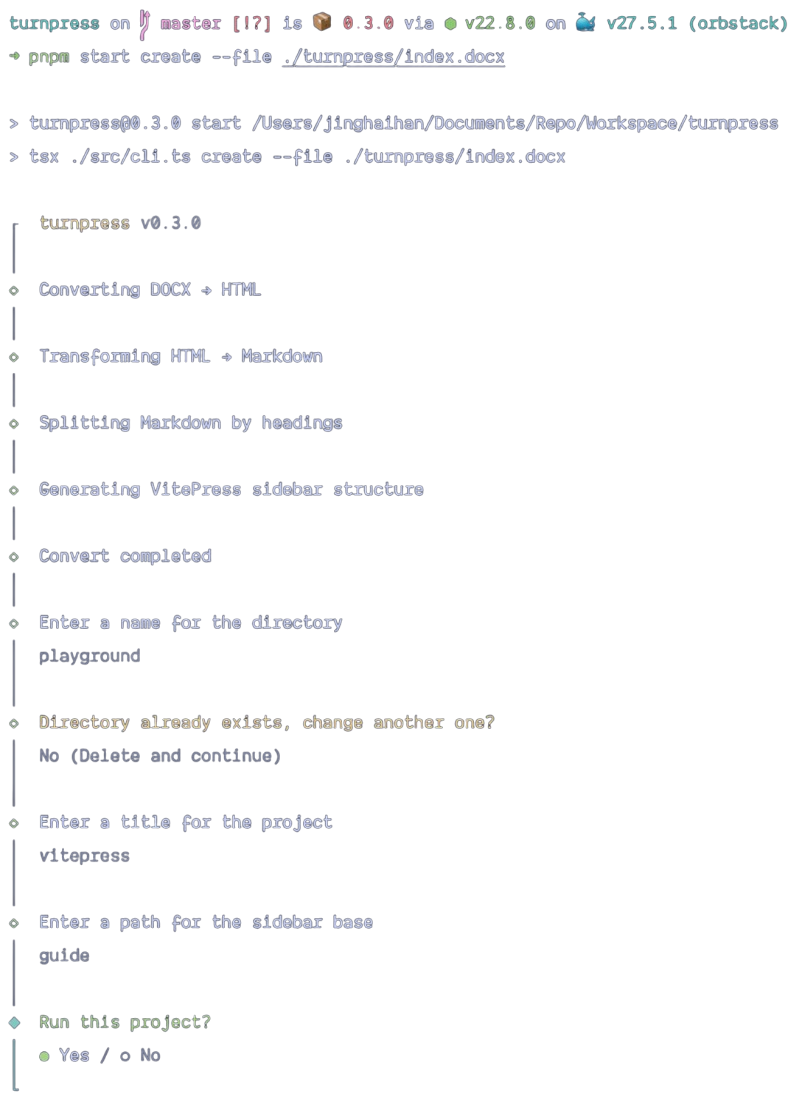 turnpress on master [!?] is 📦 0.3.0 via v22.8.0 on 🐳 v27.5.1 (orbstack)
➜ pnpm start create --file ./turnpress/index.docx
> turnpress@0.3.0 start /Users/jinghaihan/Documents/Repo/Workspace/turnpress
> tsx ./src/cli.ts create --file ./turnpress/index.docx
turnpress v0.3.0
Converting DOCX → HTML
Transforming HTML → Markdown
Splitting Markdown by headings
Generating VitePress sidebar structure
Convert completed
Enter a name for the directory
playground
Directory already exists, change another one?
No (Delete and continue)
Enter a title for the project
vitepress
Enter a path for the sidebar base
guide
Run this project?
● Yes / ○ No